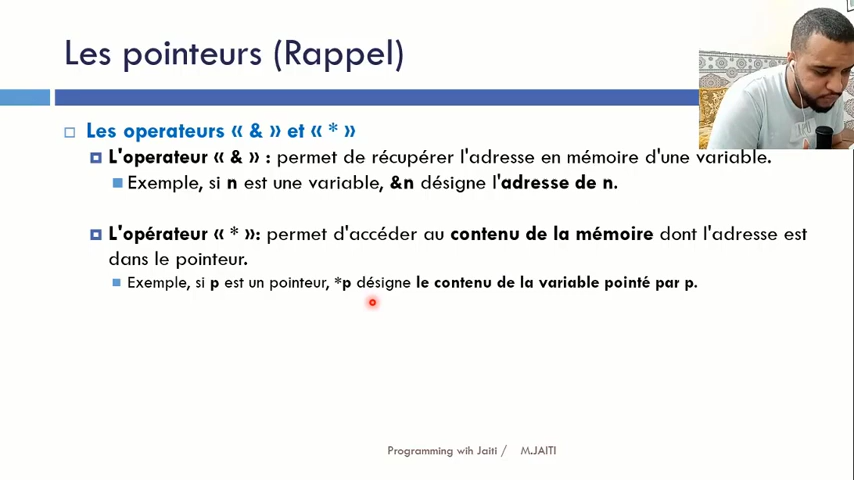 Les pointeurs (Rappel)
Les operateurs « & » et « * »
L'operateur « & » : permet de récupérer l'adresse en mémoire d'une variable.
Exemple, si n est une variable, &n désigne l'adresse de n.
L'opérateur « * »: permet d'accéder au contenu de la mémoire dont l'adresse est
dans le pointeur.
Exemple, si p est un pointeur, *p désigne le contenu de la variable pointé par p.
Programming wih Jaiti / M.JAITI